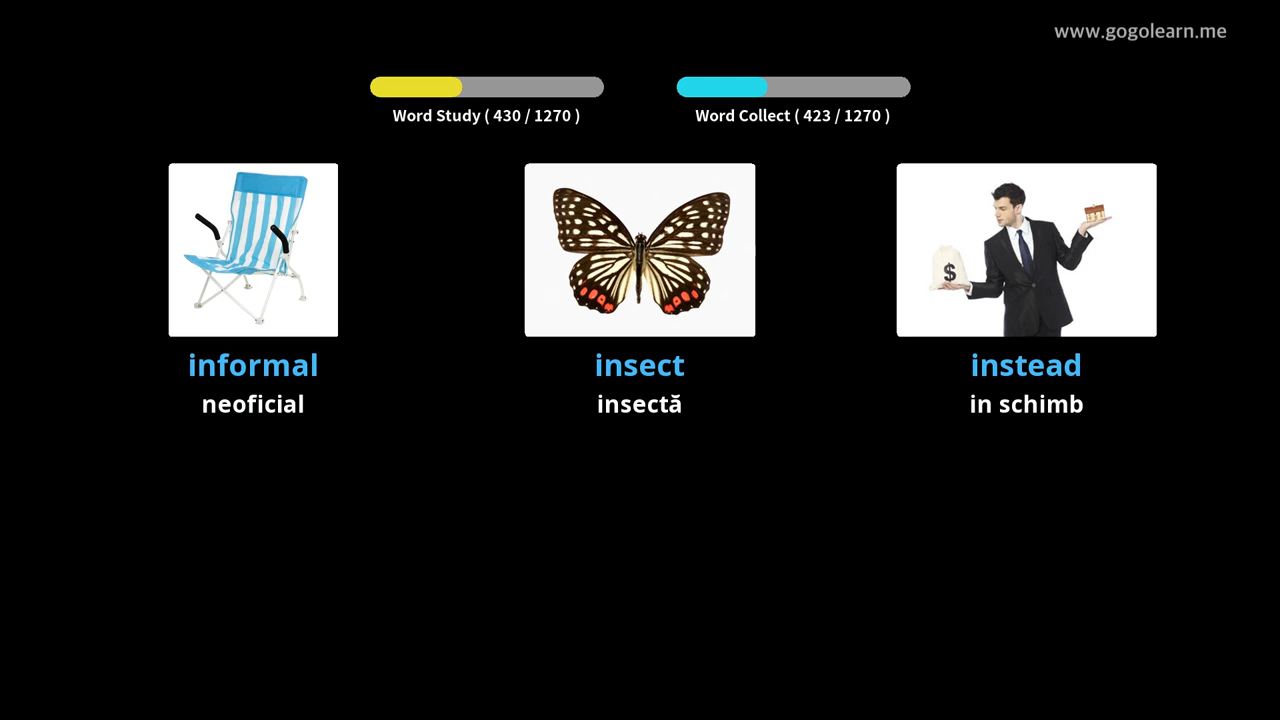 www.gogolearn.me
Word Study ( 430 / 1270 )
Word Collect ( 423 / 1270 )
$
informal
insect
instead
neoficial
insectă
in schimb